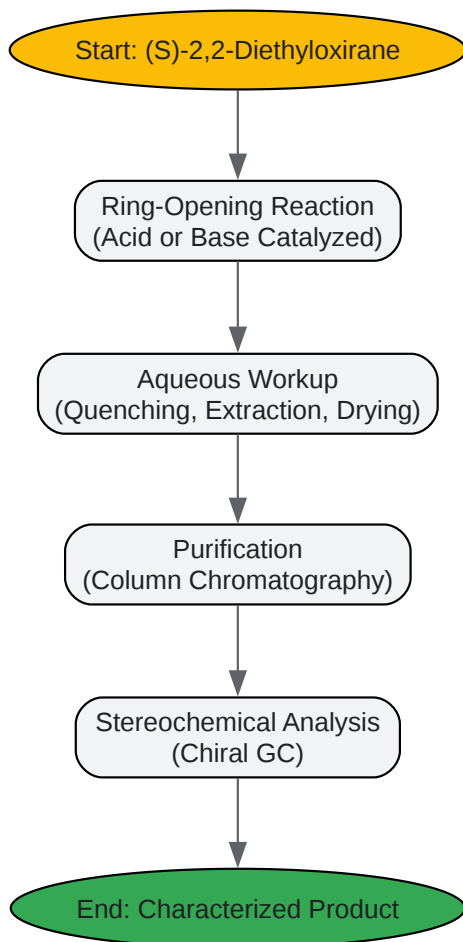 Start: (S)-2,2-Diethyloxirane
Ring-Opening Reaction
(Acid or Base Catalyzed)
Aqueous Workup
(Quenching, Extraction, Drying)
Purification
(Column Chromatography)
Stereochemical Analysis
(Chiral GC)
End: Characterized Product